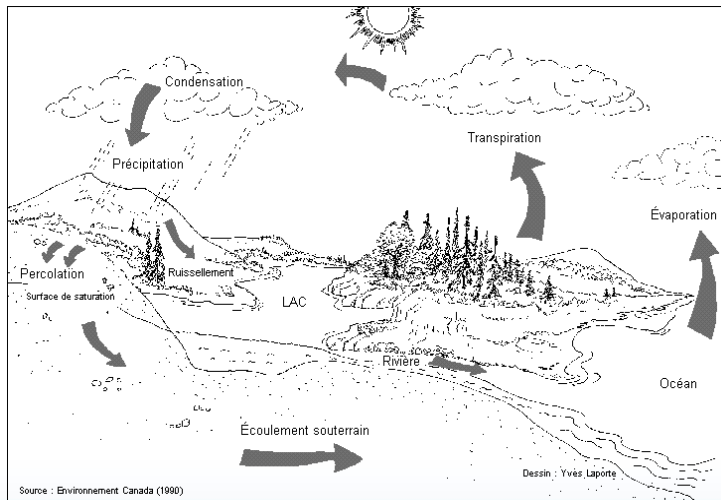 Condensation
Transpiration
Précipitation
Évaporation
Percolation
Ruissellement
Surface de saturation
LAC
Rivière
Océan
Écoulement souterrain
Dessin : Yvès Laporte
Source : Environnement Canada (1990)